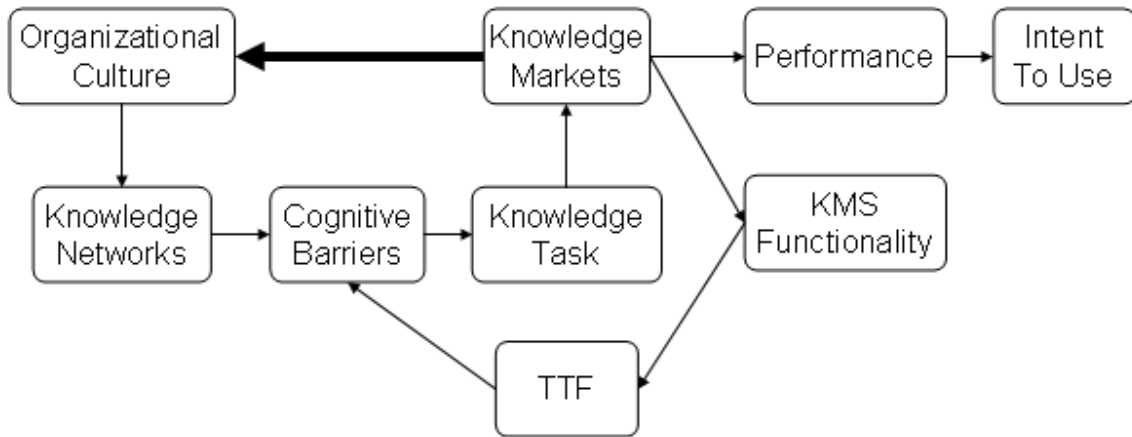 Organizational
Culture
Knowledge
Markets
Performance
Intent
To Use
Knowledge
Networks
Cognitive
Barriers
Knowledge
Task
KMS
Functionality
TTF